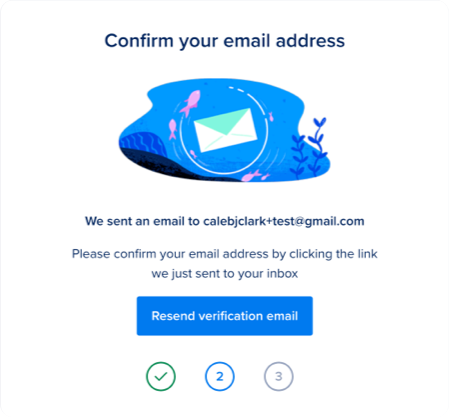 Confirm your email address
We sent an email to calebjclark+test@gmail.com
Please confirm your email address by clicking the link
we just sent to your inbox
Resend verification email
2 3